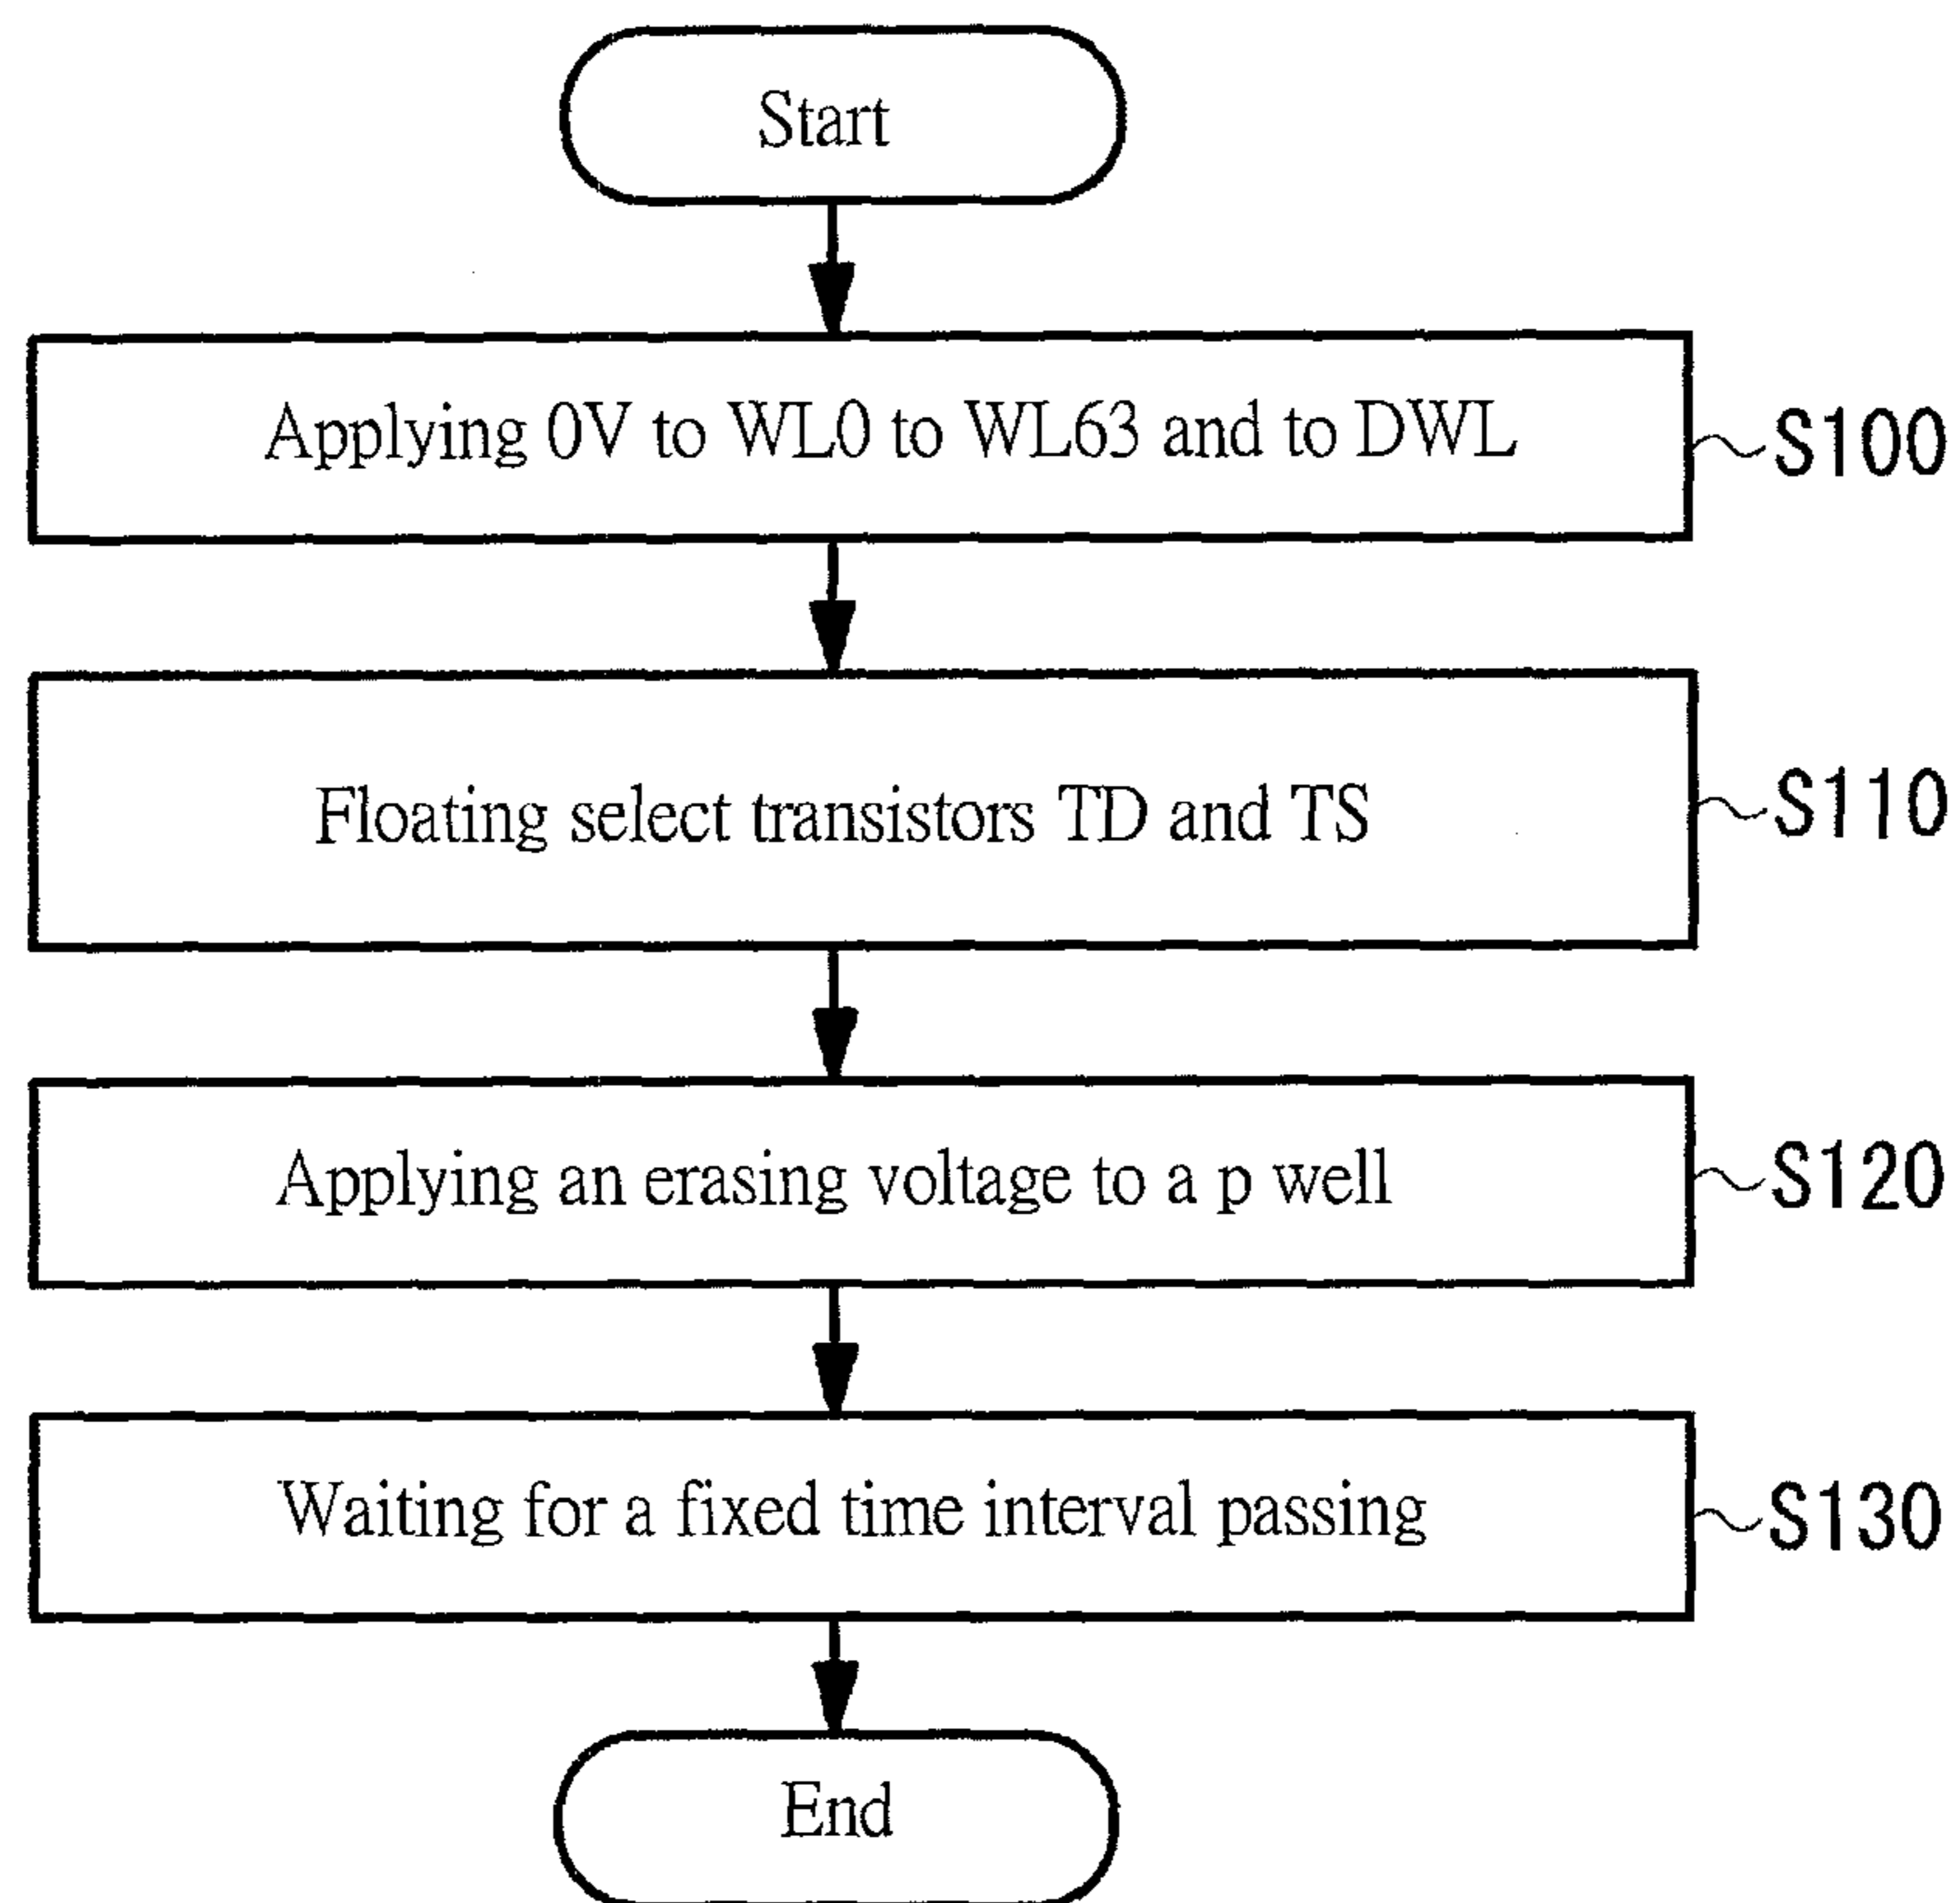 Start
Applying 0V to WL0 to WL63 and to DWL
S100
Floating select transistors TD and TS
S110
Applying an erasing voltage to a p well
S120
Waiting for a fixed time interval passing
S130
End